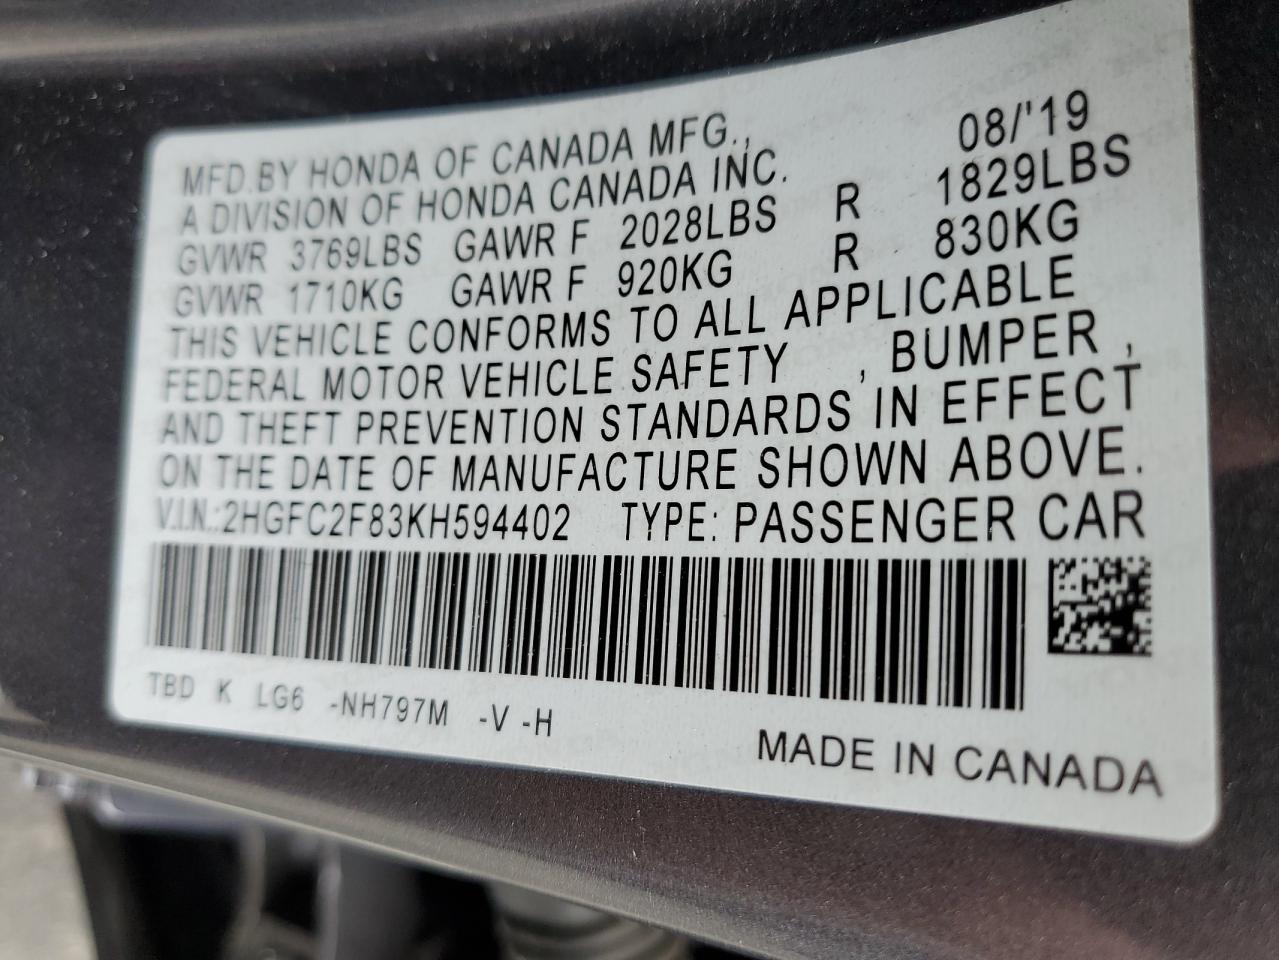 MFD.BY HONDA OF CANADA MFG., 08/'19
A DIVISION OF HONDA CANADA INC.
GVWR 3769LBS GAWR F 2028LBS R 1829LBS
GVWR 1710KG GAWR F 920KG R 830KG
THIS VEHICLE CONFORMS TO ALL APPLICABLE
FEDERAL MOTOR VEHICLE SAFETY , BUMPER ,
AND THEFT PREVENTION STANDARDS IN EFFECT
ON THE DATE OF MANUFACTURE SHOWN ABOVE.
V.I.N.:2HGFC2F83KH594402 TYPE: PASSENGER CAR
TBD K LG6 -NH797M -V -H
MADE IN CANADA